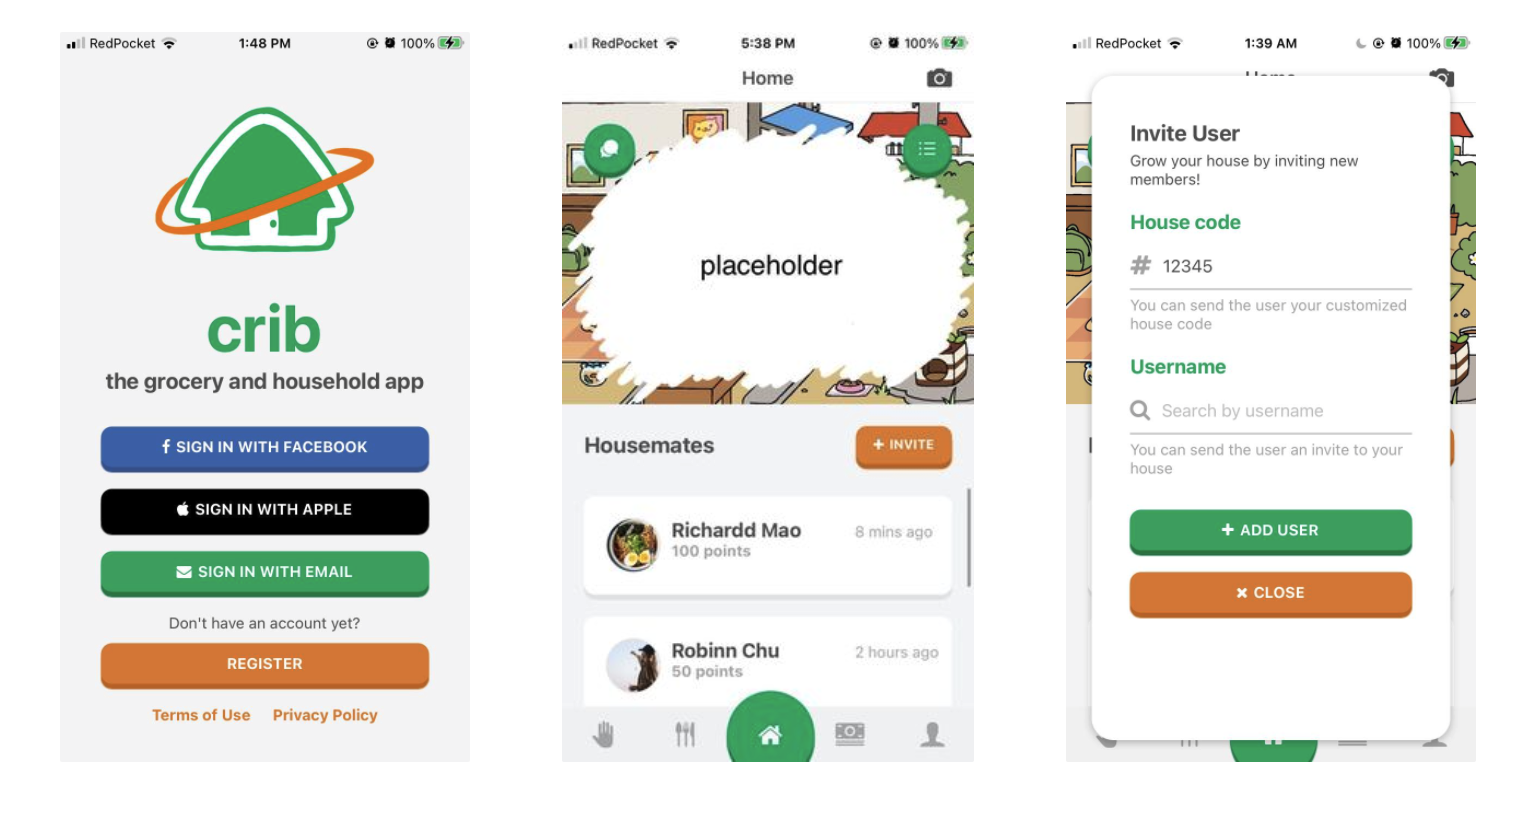 RedPocket 1:48 PM 100%
crib
the grocery and household app
SIGN IN WITH FACEBOOK
SIGN IN WITH APPLE
SIGN IN WITH EMAIL
Don't have an account yet?
REGISTER
Terms of Use Privacy Policy
RedPocket 5:38 PM 100%
Home
placeholder
Housemates
+ INVITE
Richardd Mao 8 mins ago
100 points
Robinn Chu 2 hours ago
50 points
RedPocket 1:39 AM 100%
Invite User
Grow your house by inviting new
members!
House code
# 12345
You can send the user your customized
house code
Username
Search by username
You can send the user an invite to your
house
+ ADD USER
× CLOSE